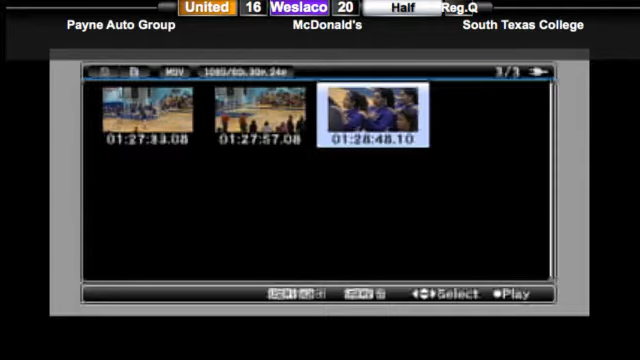 United 16 Weslaco 20 Half Reg.Q
Payne Auto Group McDonald's South Texas College
MOV 1080/60i.30p.24p 3/3
01:27:33.08 01:27:57.08 01:28:48.10
Select Play